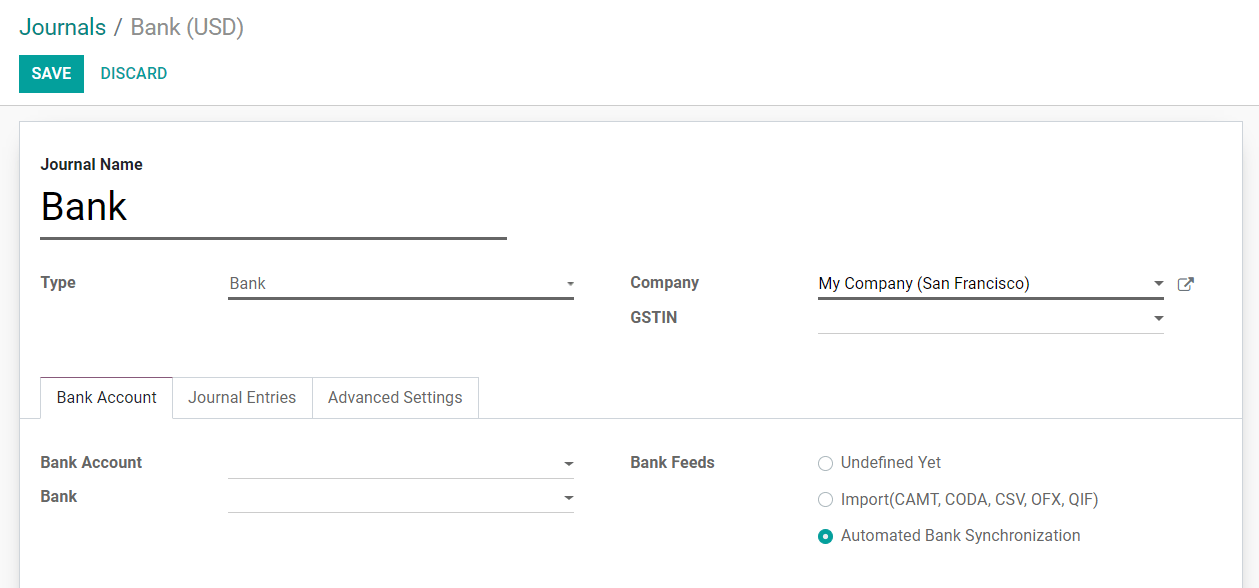 Journals / Bank (USD)
SAVE DISCARD
Journal Name
Bank
Type Bank Company My Company (San Francisco)
GSTIN
Bank Account Journal Entries Advanced Settings
Bank Account Bank Feeds Undefined Yet
Bank Import(CAMT, CODA, CSV, OFX, QIF)
Automated Bank Synchronization